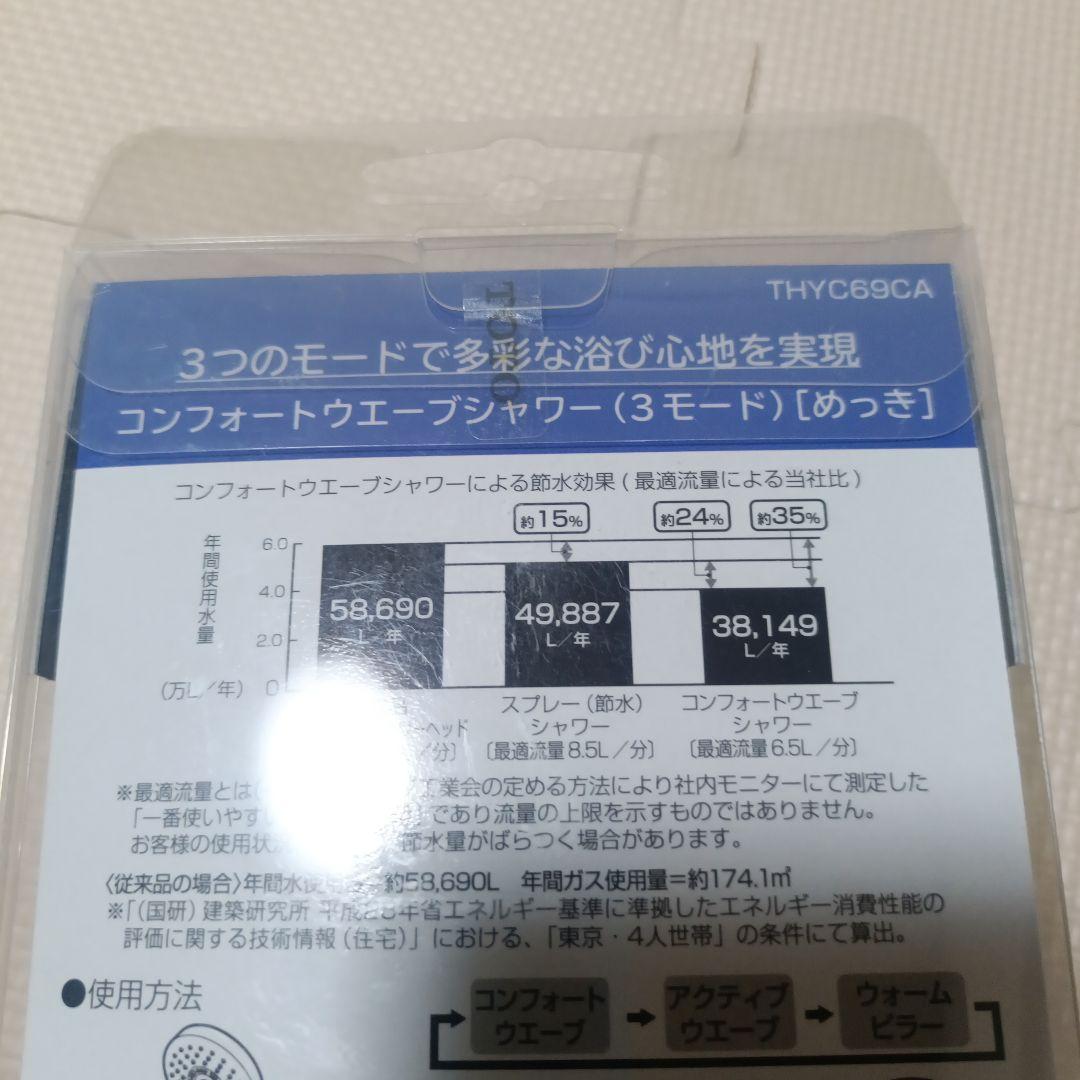 THYC69CA
TOTO
3つのモードで多彩な浴び心地を実現
コンフォートウエーブシャワー(3モード)[めっき]
コンフォートウエーブシャワーによる節水効果(最適流量による当社比)
約15% 約24% 約35%
年間使用水量
6.0
4.0
2.0
0
(万L/年)
58,690
L/年
49,887
L/年
38,149
L/年
ーヘッド
/分〕
スプレー(節水)
シャワー
〔最適流量8.5L/分〕
コンフォートウエーブ
シャワー
〔最適流量6.5L/分〕
※最適流量とは 工業会の定める方法により社内モニターにて測定した
「一番使いやす であり流量の上限を示すものではありません。
お客様の使用状 節水量がばらつく場合があります。
〈従来品の場合〉年間水使 約58,690L 年間ガス使用量=約174.1㎥
※「(国研)建築研究所 平成28年省エネルギー基準に準拠したエネルギー消費性能の
評価に関する技術情報(住宅)」における、「東京・4人世帯」の条件にて算出。
●使用方法
コンフォート
ウエーブ
アクティブ
ウエーブ
ウォーム
ピラー